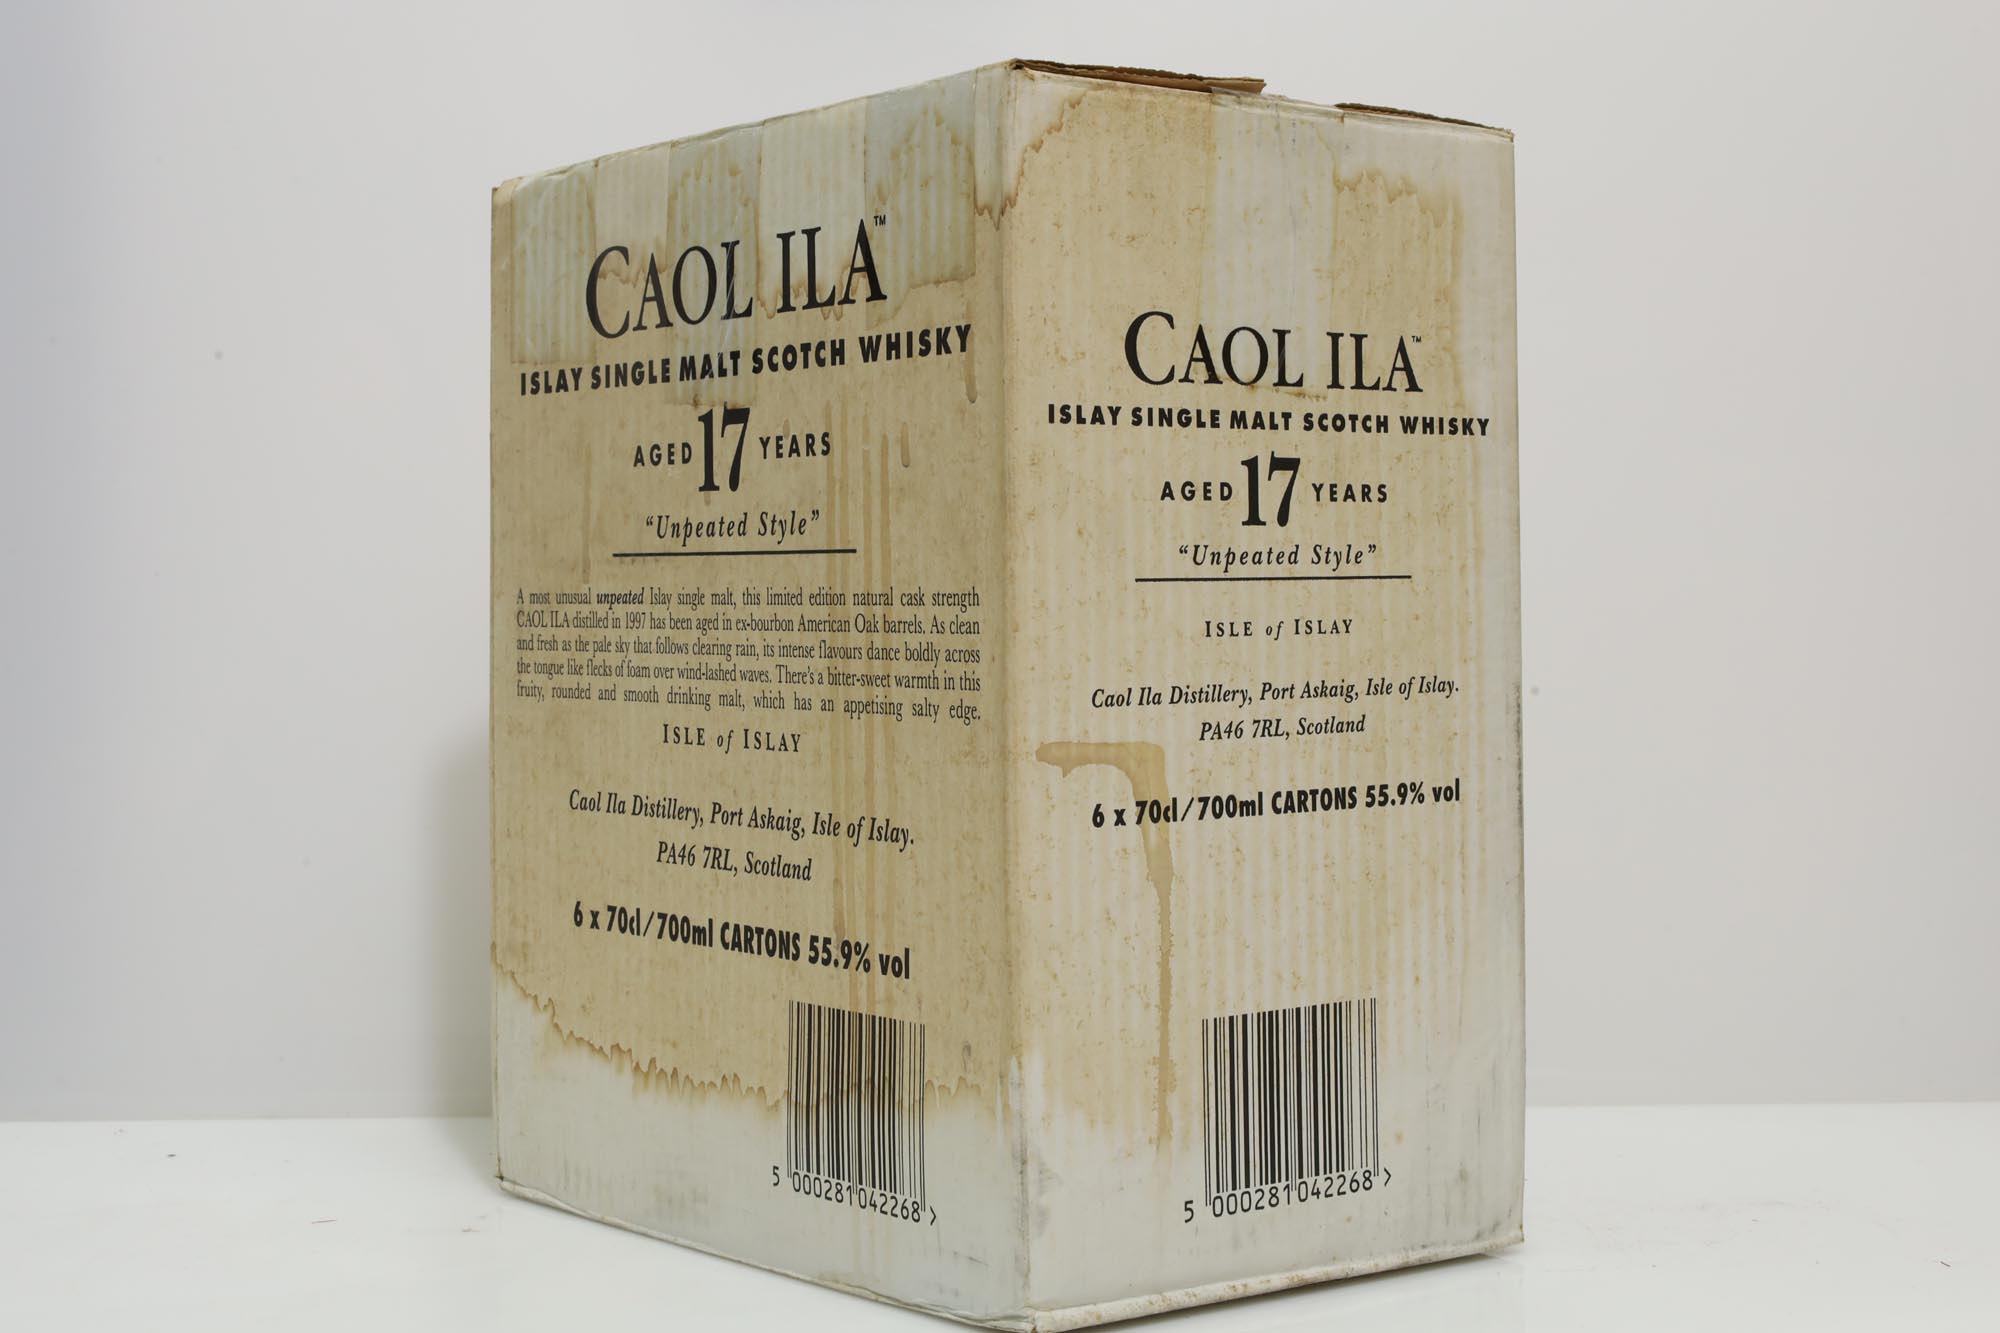 CAOL ILA™
ISLAY SINGLE MALT SCOTCH WHISKY
AGED 17 YEARS
“Unpeated Style”
A most unusual unpeated Islay single malt, this limited edition natural cask strength
CAOL ILA distilled in 1997 has been aged in ex-bourbon American Oak barrels. As clean
and fresh as the pale sky that follows clearing rain, its intense flavours dance boldly across
the tongue like flecks of foam over wind-lashed waves. There's a bitter-sweet warmth in this
fruity, rounded and smooth drinking malt, which has an appetising salty edge.
ISLE of ISLAY
Caol Ila Distillery, Port Askaig, Isle of Islay.
PA46 7RL, Scotland
6 x 70cl/700ml CARTONS 55.9% vol
5 000281 042268 >
CAOL ILA™
ISLAY SINGLE MALT SCOTCH WHISKY
AGED 17 YEARS
“Unpeated Style”
ISLE of ISLAY
Caol Ila Distillery, Port Askaig, Isle of Islay.
PA46 7RL, Scotland
6 x 70cl/700ml CARTONS 55.9% vol
5 000281 042268 >